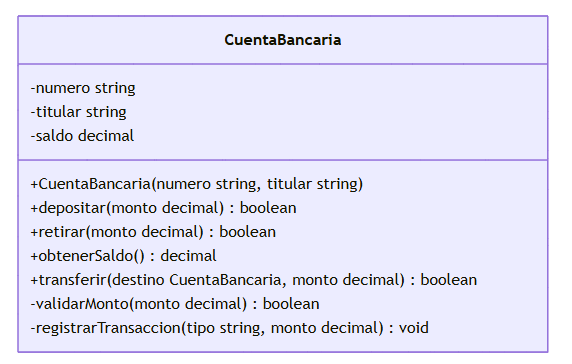 CuentaBancaria
-numero string
-titular string
-saldo decimal
+CuentaBancaria(numero string, titular string)
+depositar(monto decimal) : boolean
+retirar(monto decimal) : boolean
+obtenerSaldo() : decimal
+transferir(destino CuentaBancaria, monto decimal) : boolean
-validarMonto(monto decimal) : boolean
-registrarTransaccion(tipo string, monto decimal) : void